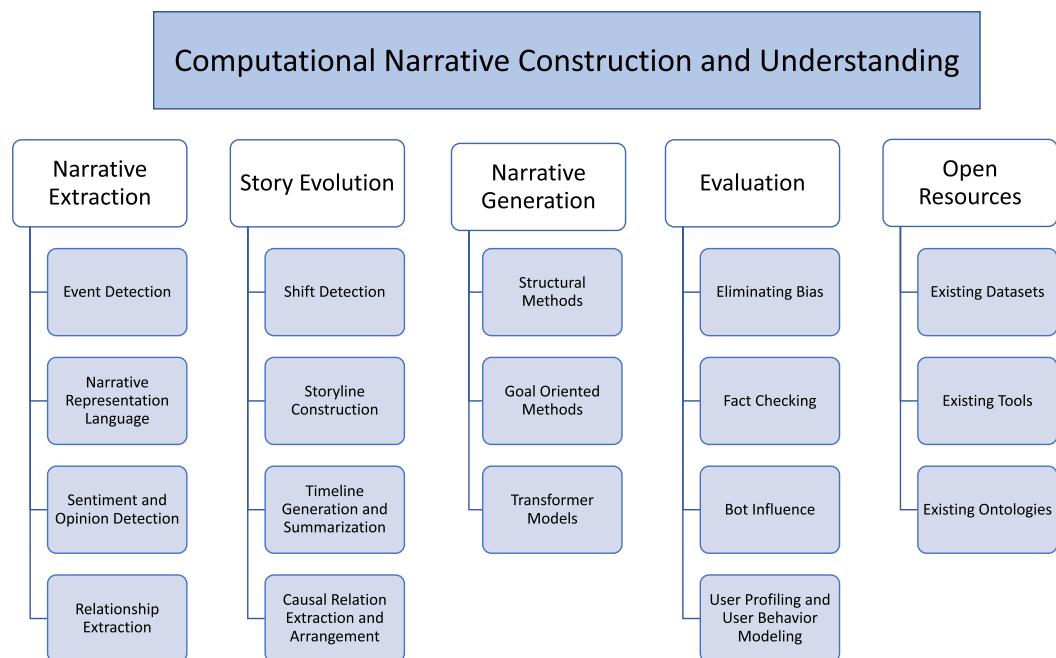 Computational Narrative Construction and Understanding
Narrative
Extraction
Event Detection
Narrative
Representation
Language
Sentiment and
Opinion Detection
Relationship
Extraction
Story Evolution
Shift Detection
Storyline
Construction
Timeline
Generation and
Summarization
Causal Relation
Extraction and
Arrangement
Narrative
Generation
Structural
Methods
Goal Oriented
Methods
Transformer
Models
Evaluation
Eliminating Bias
Fact Checking
Bot Influence
User Profiling and
User Behavior
Modeling
Open
Resources
Existing Datasets
Existing Tools
Existing Ontologies